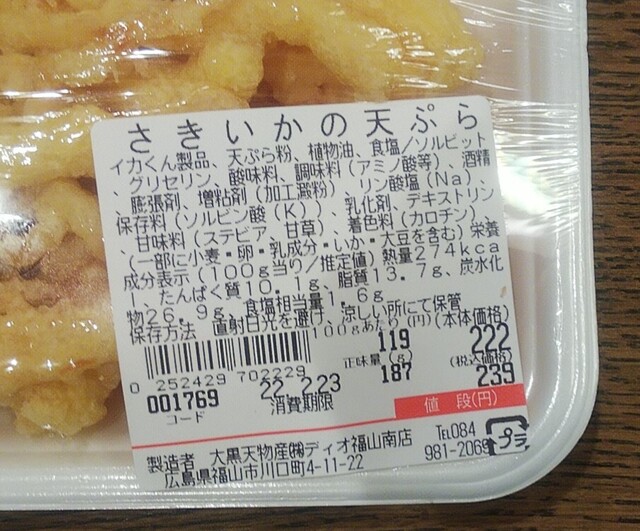 さきいかの天ぷら
イカくん製品、天ぷら粉、植物油、食塩/ソルビット
、グリセリン、酸味料、調味料(アミノ酸等)、酒精
、膨張剤、増粘剤(加工澱粉)、リン酸塩(Na)、
保存料(ソルビン酸(K))、乳化剤、デキストリン
、甘味料(ステビア、甘草)、着色料(カロチン)、
(一部に小麦・卵・乳成分・いか・大豆を含む)栄養
成分表示(100g当り/推定値)熱量274kca
l、たんぱく質10.1g、脂質13.7g、炭水化
物26.9g、食塩相当量1.6g
保存方法 直射日光を避け、涼しい所にて保管
100gあたり(円)(本体価格)
119 222
正味量(g) (税込価格)
187 239
0 252429 702229
22.2.23
001769 消費期限 値段(円)
コード
製造者 大黒天物産㈱ディオ福山南店 TEL084
広島県福山市川口町4-11-22 981-2069
プラ